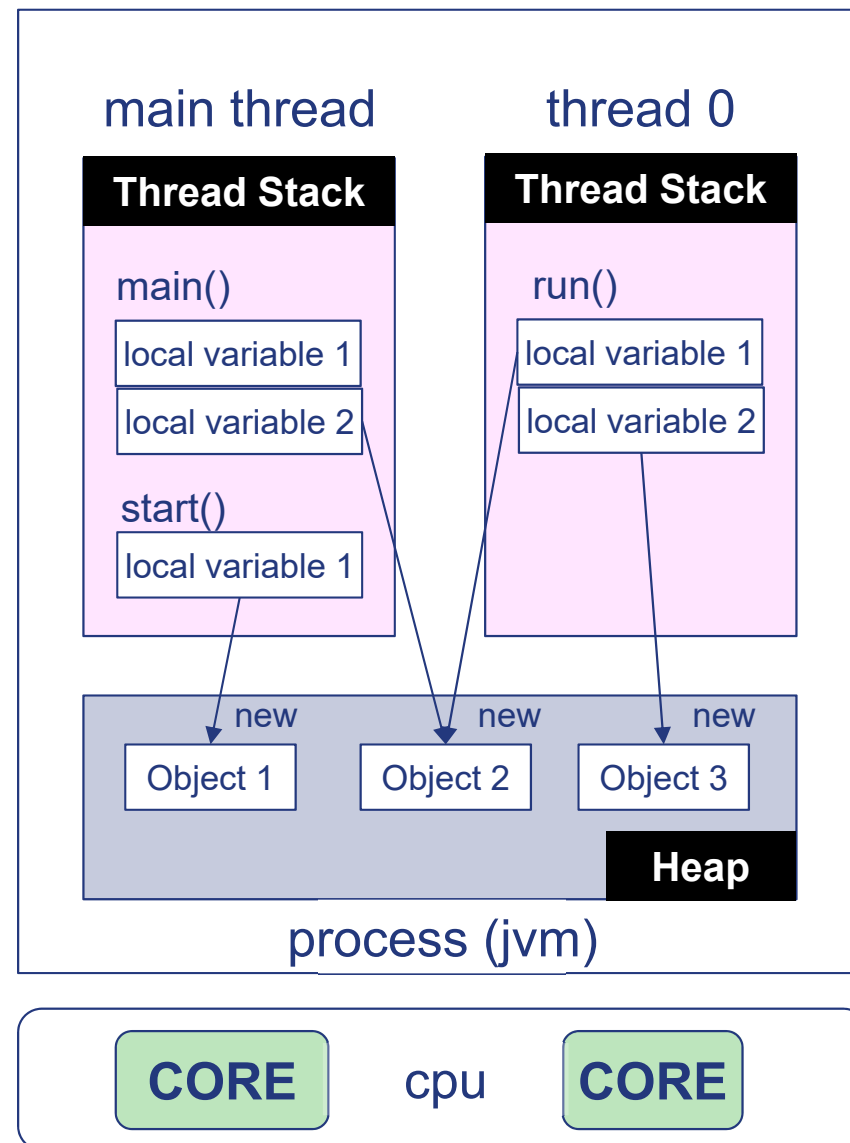 main thread
thread 0
Thread Stack
Thread Stack
main()
local variable 1
local variable 2
start()
local variable 1
run()
local variable 1
local variable 2
new
new
new
Object 1
Object 2
Object 3
Heap
process (jvm)
CORE
cpu
CORE